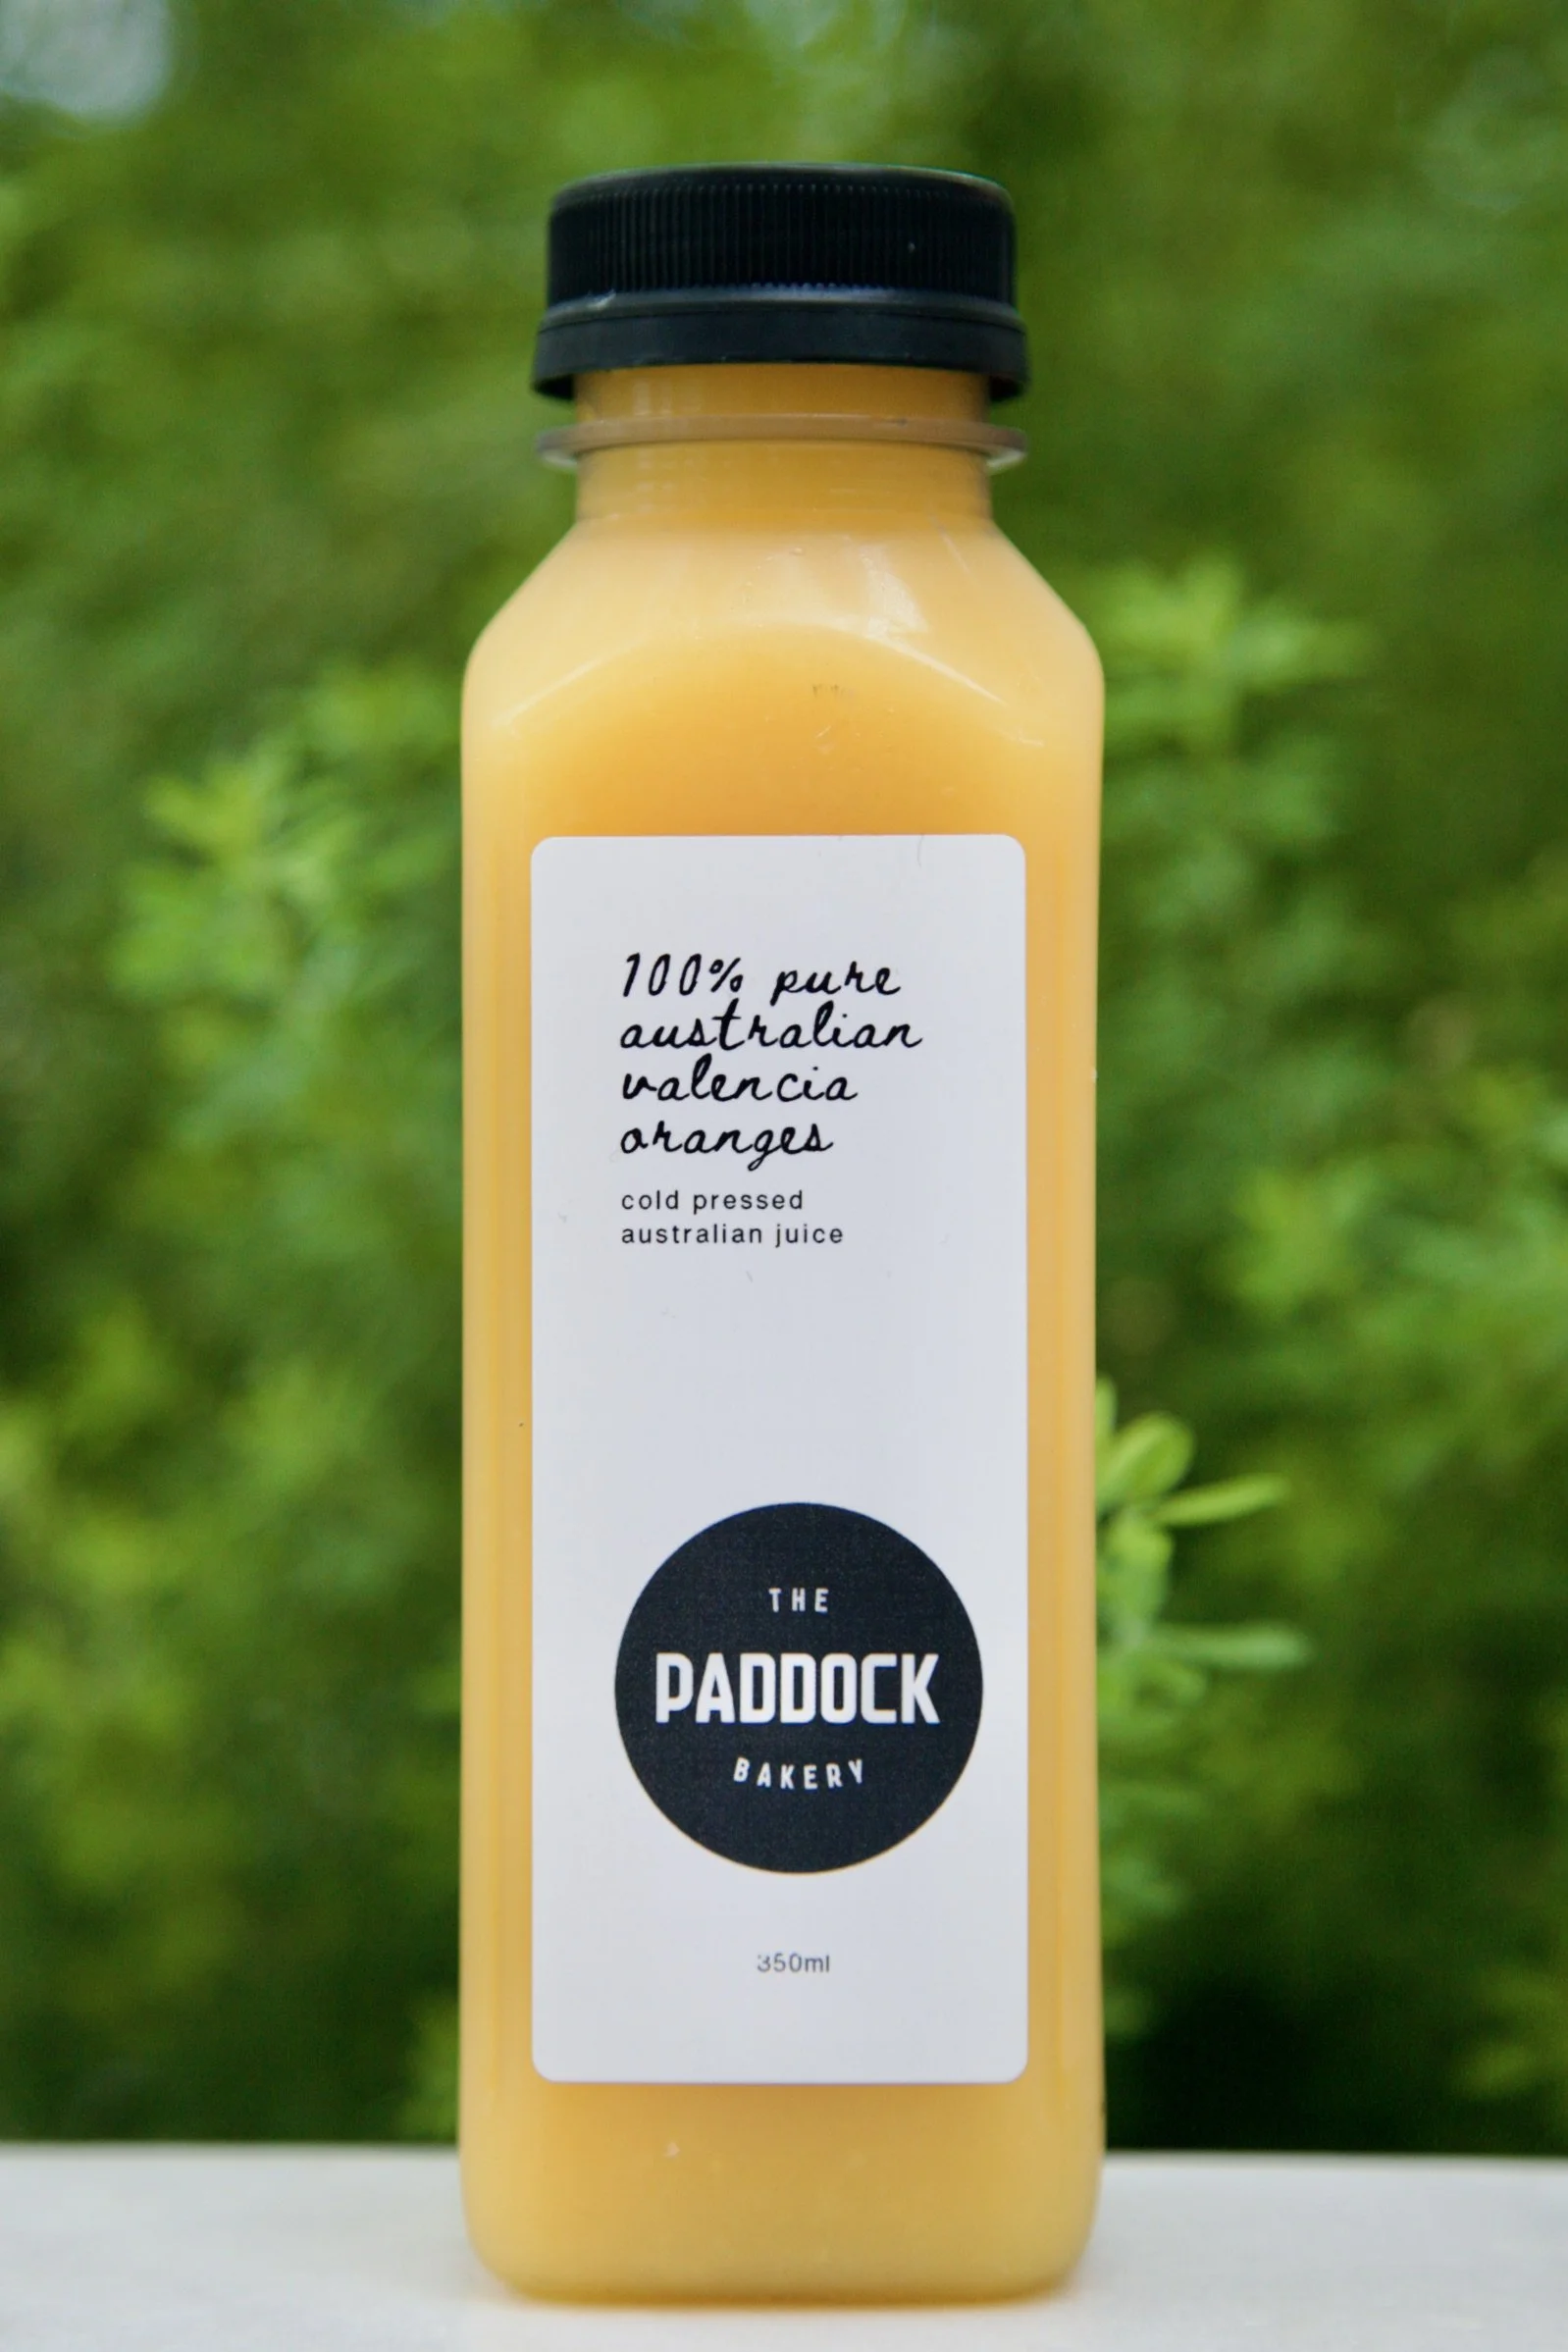 100% pure
australian
valencia
oranges
cold pressed
australian juice
THE
PADDOCK
BAKERY
350ml